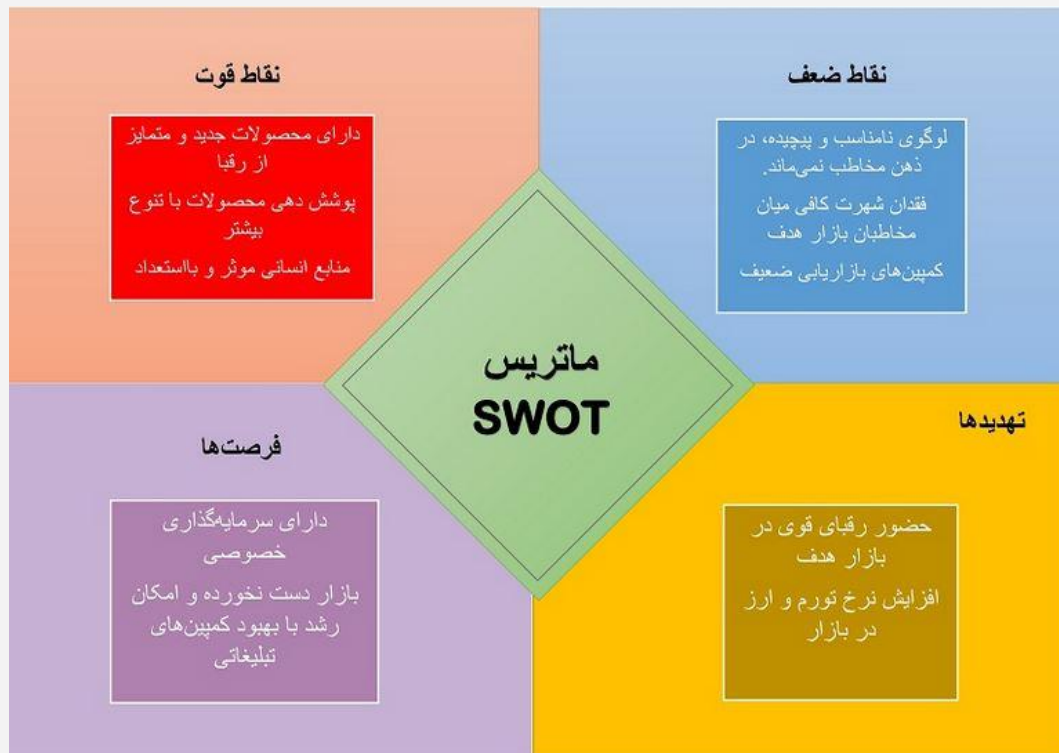 نقاط ضعف
لوگوی نامناسب و پیچیده، در
ذهن مخاطب نمی‌ماند.
فقدان شهرت کافی میان
مخاطبان بازار هدف
کمپین‌های بازاریابی ضعیف
نقاط قوت
دارای محصولات جدید و متمایز
از رقبا
پوشش دهی محصولات با تنوع
بیشتر
منابع انسانی موثر و بااستعداد
ماتریس
SWOT
تهدیدها
حضور رقبای قوی در
بازار هدف
افزایش نرخ تورم و ارز
در بازار
فرصت‌ها
دارای سرمایه‌گذاری
خصوصی
بازار دست نخورده و امکان
رشد با بهبود کمپین‌های
تبلیغاتی